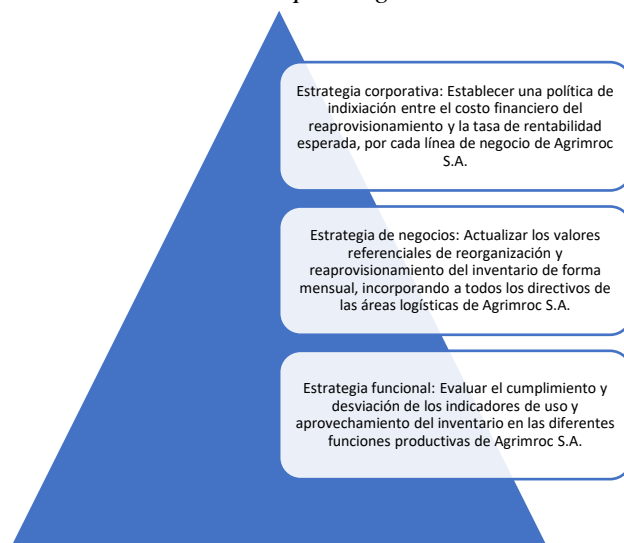 Estrategia corporativa: Establecer una política de
indixiación entre el costo financiero del
reaprovisionamiento y la tasa de rentabilidad
esperada, por cada línea de negocio de Agrimroc
S.A.
Estrategia de negocios: Actualizar los valores
referenciales de reorganización y
reaprovisionamiento del inventario de forma
mensual, incorporando a todos los directivos de
las áreas logísticas de Agrimroc S.A.
Estrategia funcional: Evaluar el cumplimiento y
desviación de los indicadores de uso y
aprovechamiento del inventario en las diferentes
funciones productivas de Agrimroc S.A.